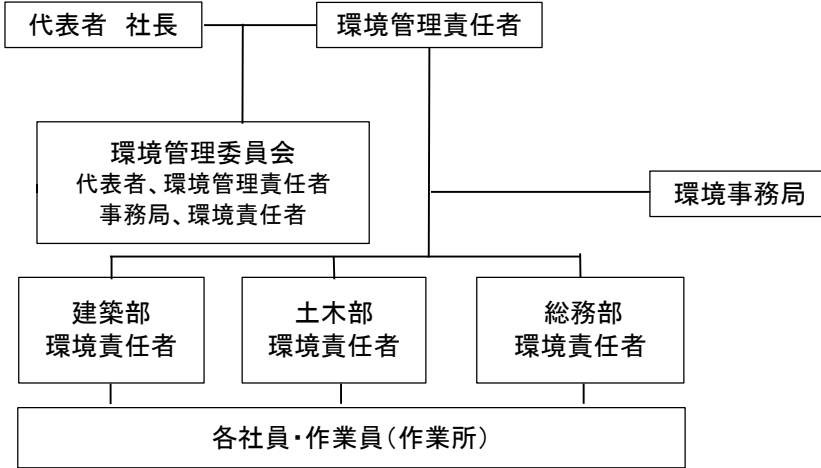 代表者　社長
環境管理責任者
環境管理委員会
代表者、環境管理責任者
事務局、環境責任者
環境事務局
建築部
環境責任者
土木部
環境責任者
総務部
環境責任者
各社員・作業員（作業所）